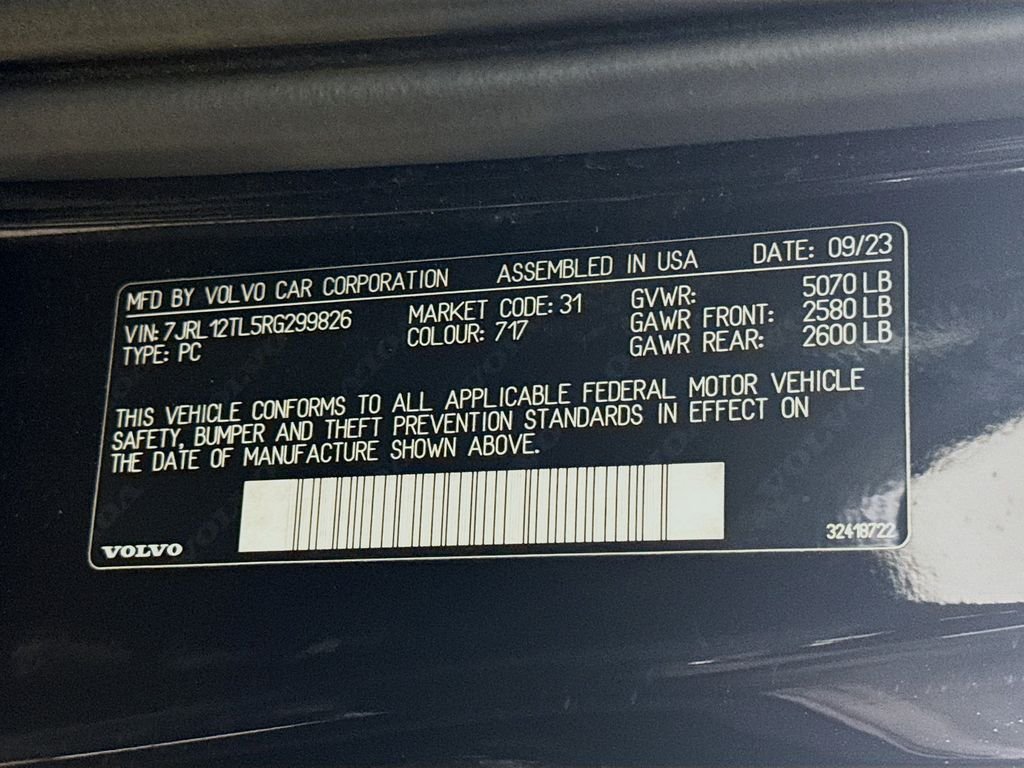 MFD BY VOLVO CAR CORPORATION ASSEMBLED IN USA DATE: 09/23
VIN: 7JRL12TL5RG299826 MARKET CODE: 31 GVWR: 5070 LB
TYPE: PC COLOUR: 717 GAWR FRONT: 2580 LB
GAWR REAR: 2600 LB
THIS VEHICLE CONFORMS TO ALL APPLICABLE FEDERAL MOTOR VEHICLE
SAFETY, BUMPER AND THEFT PREVENTION STANDARDS IN EFFECT ON
THE DATE OF MANUFACTURE SHOWN ABOVE.
VOLVO 32418722